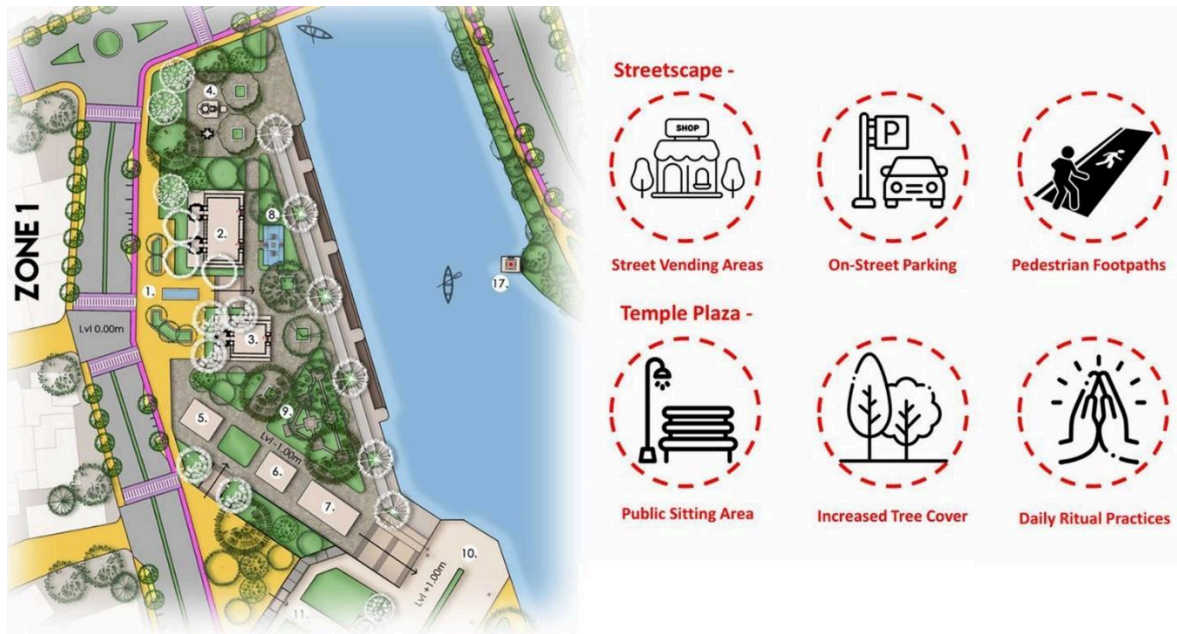 4.
ZONE 1
2.
8.
1.
17.
Lvl 0.00m
3.
5.
9.
Lvl -1.00m
6.
7.
10.
Lvl +1.00m
11.
Streetscape -
SHOP
P
Street Vending Areas
On-Street Parking
Pedestrian Footpaths
Temple Plaza -
Public Sitting Area
Increased Tree Cover
Daily Ritual Practices